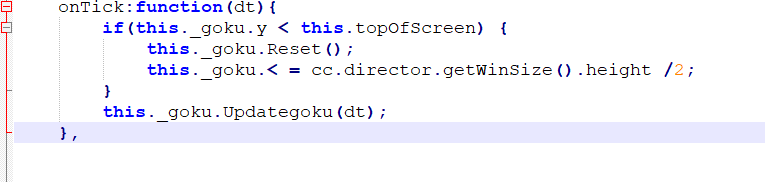 onTick:function(dt){
if(this._goku.y < this.topOfScreen) {
this._goku.Reset();
this._goku.< = cc.director.getWinSize().height /2;
}
this._goku.Updategoku(dt);
},